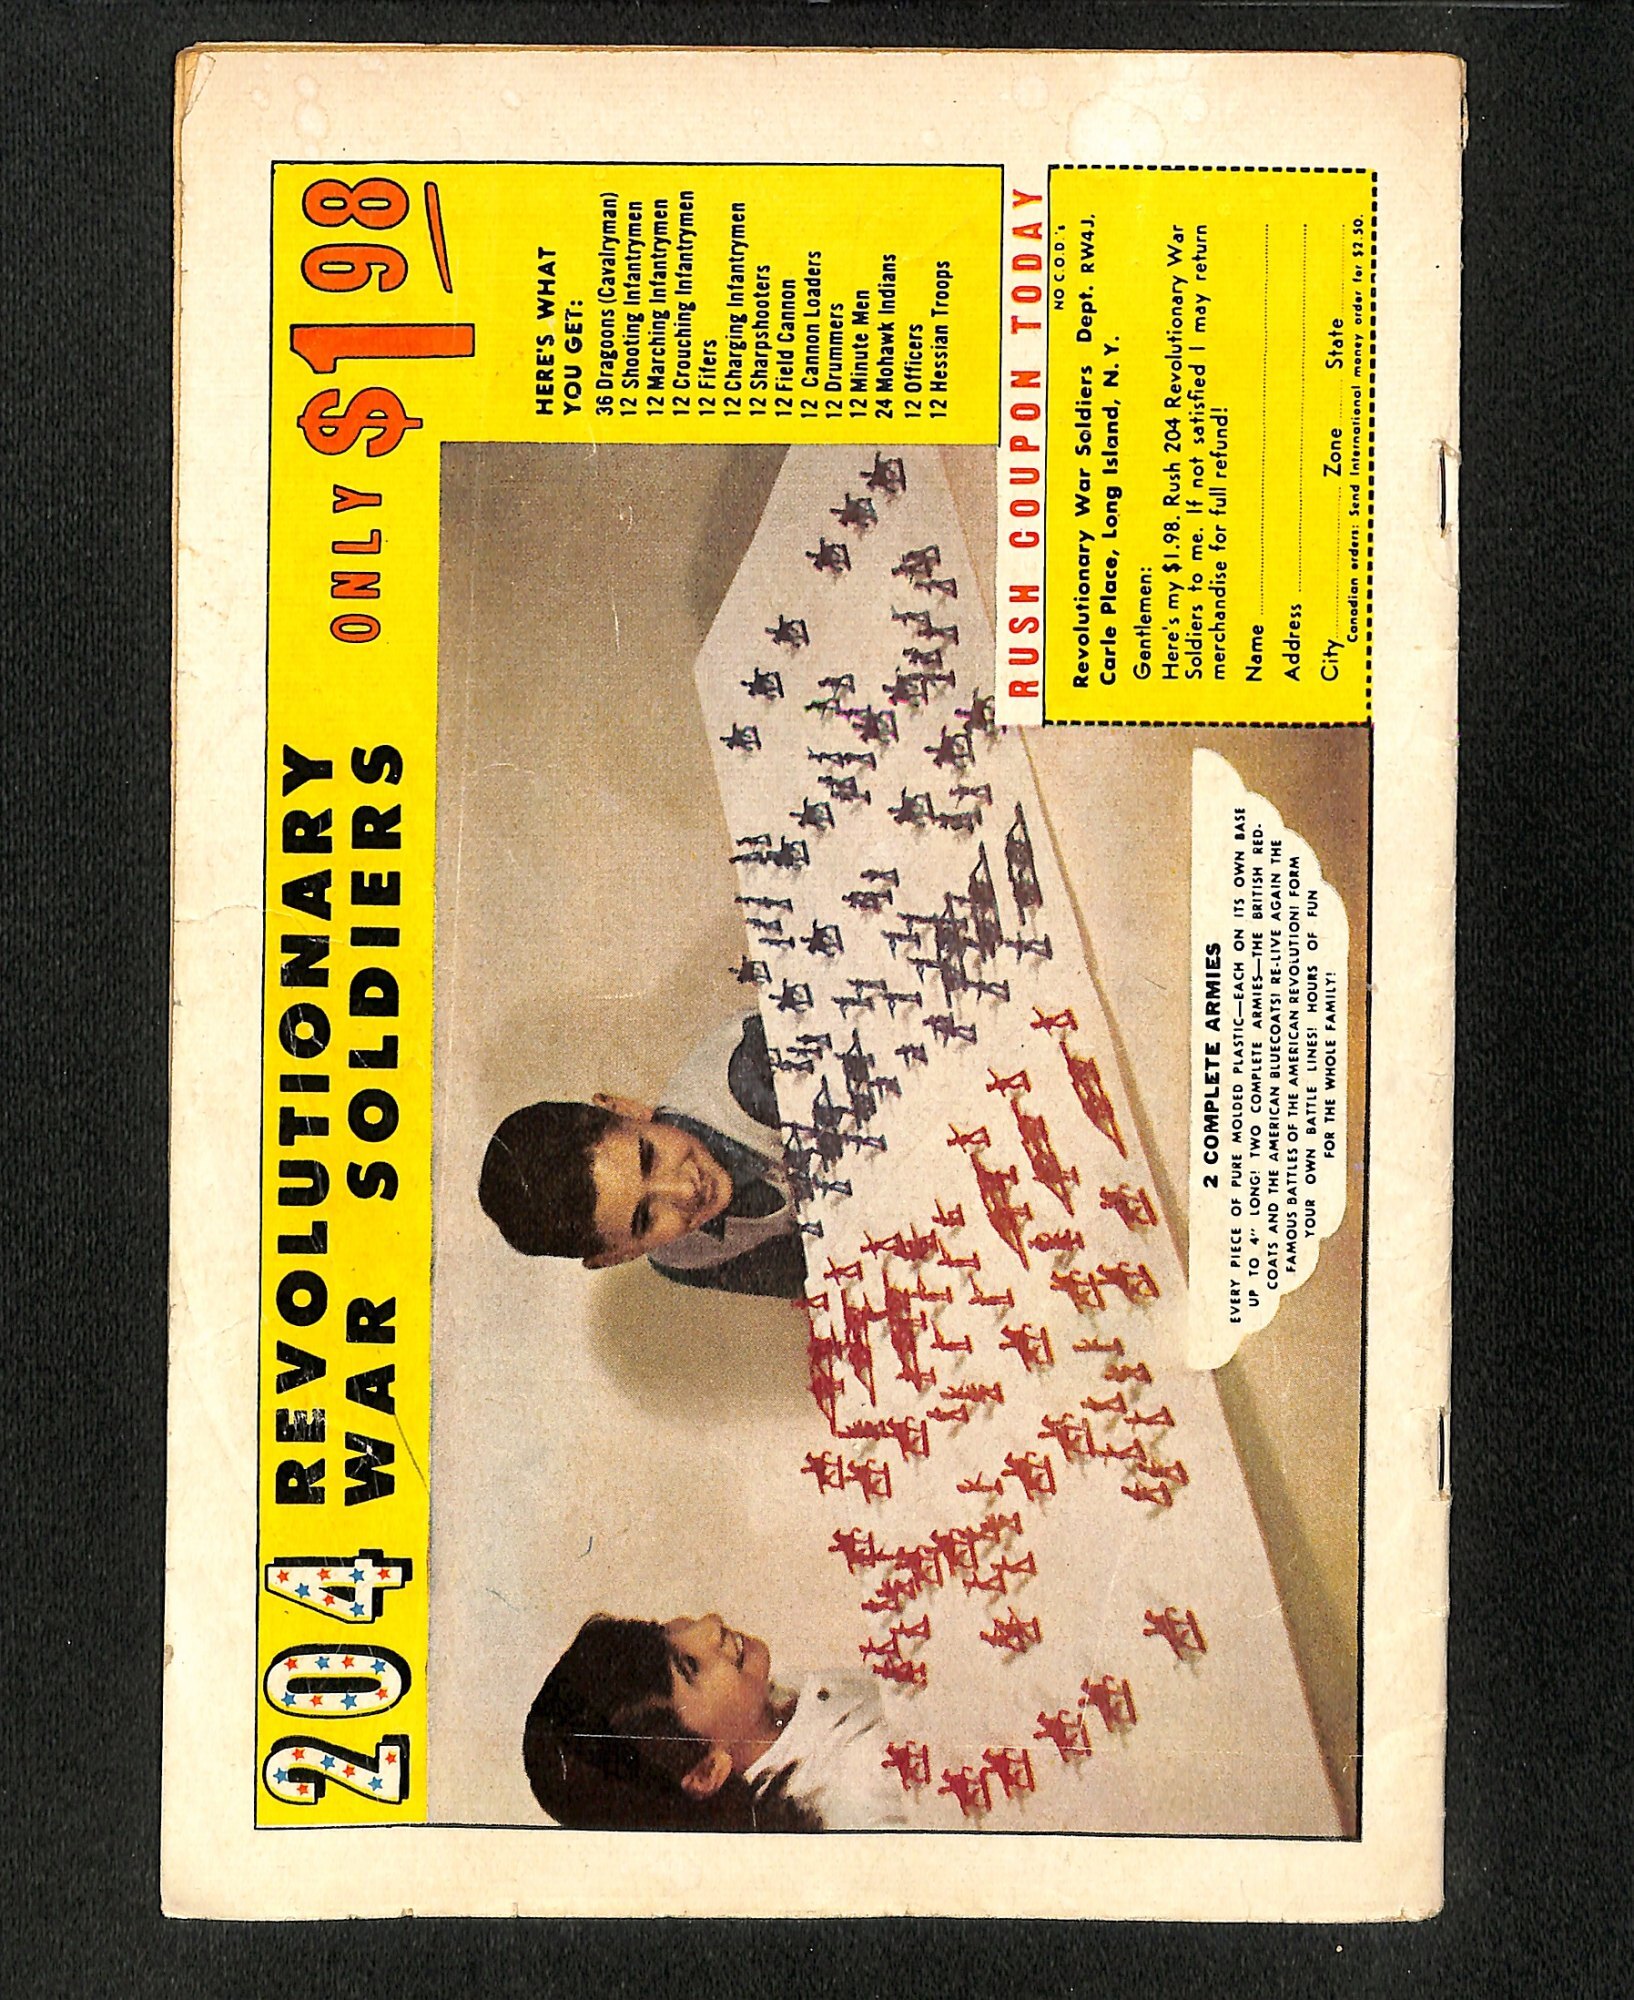 204 REVOLUTIONARY
WAR SOLDIERS
ONLY $198
HERE'S WHAT
YOU GET:
36 Dragoons (Cavalryman)
12 Shooting Infantrymen
12 Marching Infantrymen
12 Crouching Infantrymen
12 Fifers
12 Charging Infantrymen
12 Sharpshooters
12 Field Cannon
12 Cannon Loaders
12 Drummers
12 Minute Men
24 Mohawk Indians
12 Officers
12 Hessian Troops
2 COMPLETE ARMIES
EVERY PIECE OF PURE MOLDED PLASTIC—EACH ON ITS OWN BASE
UP TO 4" LONG! TWO COMPLETE ARMIES—THE BRITISH RED-
COATS AND THE AMERICAN BLUECOATS! RE-LIVE AGAIN THE
FAMOUS BATTLES OF THE AMERICAN REVOLUTION! FORM
YOUR OWN BATTLE LINES! HOURS OF FUN
FOR THE WHOLE FAMILY!
RUSH COUPON TODAY
NO C.O.D.'s
Revolutionary War Soldiers Dept. RW4J,
Carle Place, Long Island, N. Y.
Gentlemen:
Here's my $1.98. Rush 204 Revolutionary War
Soldiers to me. If not satisfied I may return
merchandise for full refund!
Name
Address
City Zone State
Canadian orders: Send International money order for $2.50.